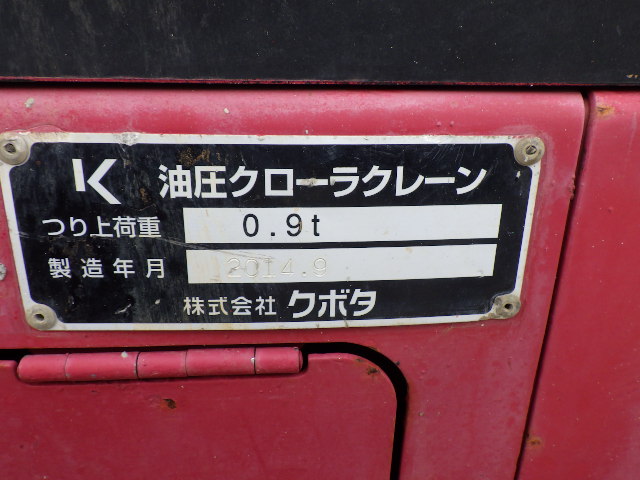 K 油圧クローラクレーン
つり上荷重 0.9t
製造年月 2014.9
株式会社クボタ